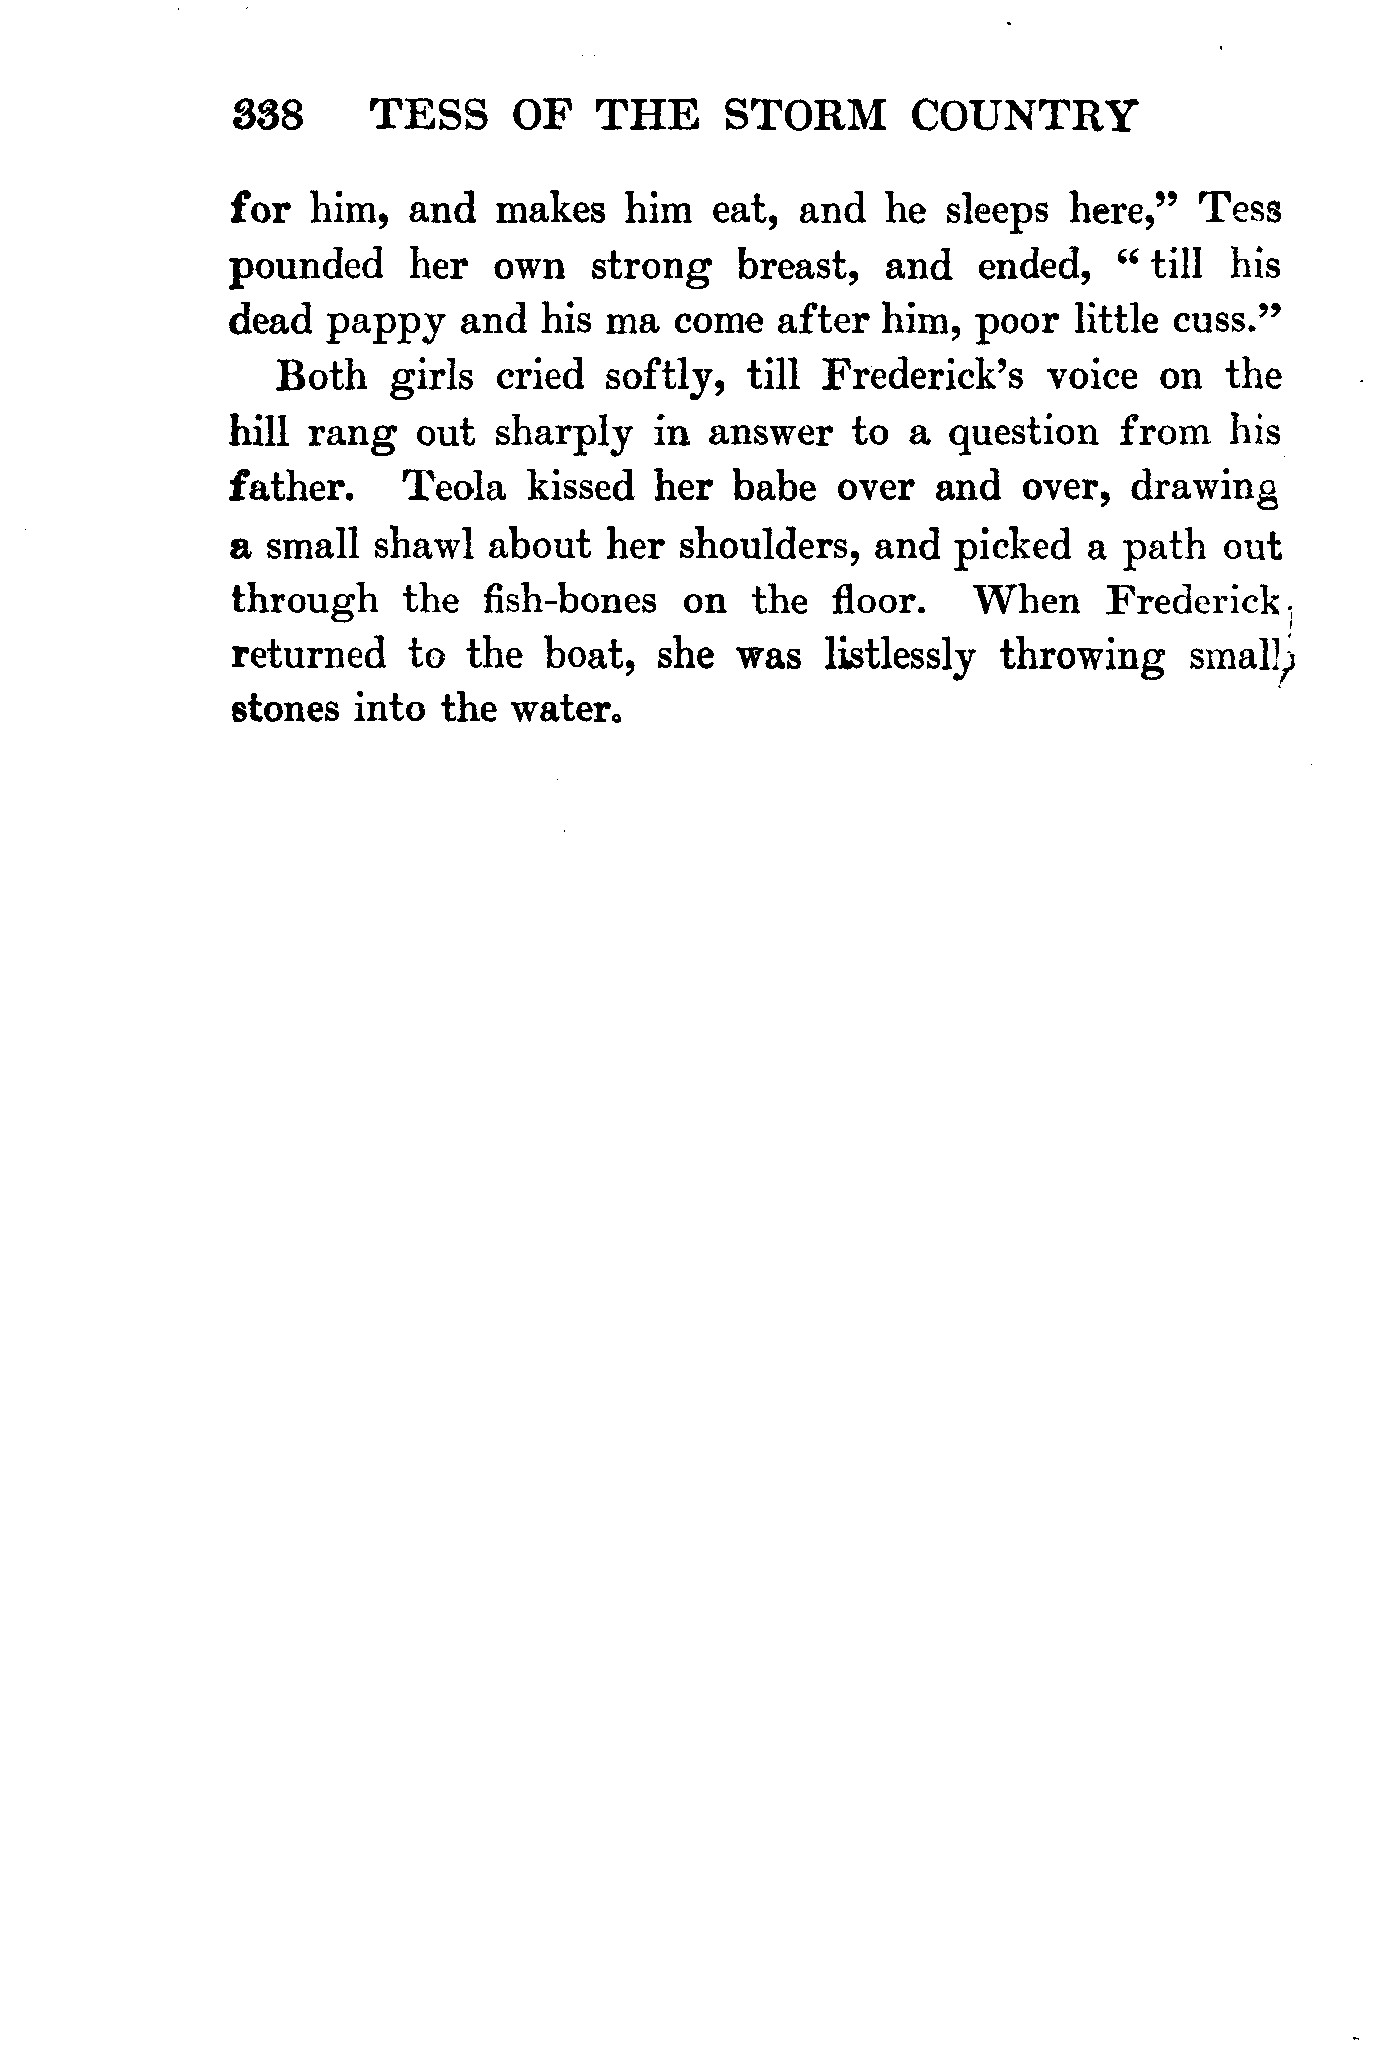 338 TESS OF THE STORM COUNTRY
for him, and makes him eat, and he sleeps here,” Tess
pounded her own strong breast, and ended, “ till his
dead pappy and his ma come after him, poor little cuss.”
Both girls cried softly, till Frederick’s voice on the
hill rang out sharply in answer to a question from his
father. Teola kissed her babe over and over, drawing
a small shawl about her shoulders, and picked a path out
through the fish-bones on the floor. When Frederick
returned to the boat, she was listlessly throwing small
stones into the water.